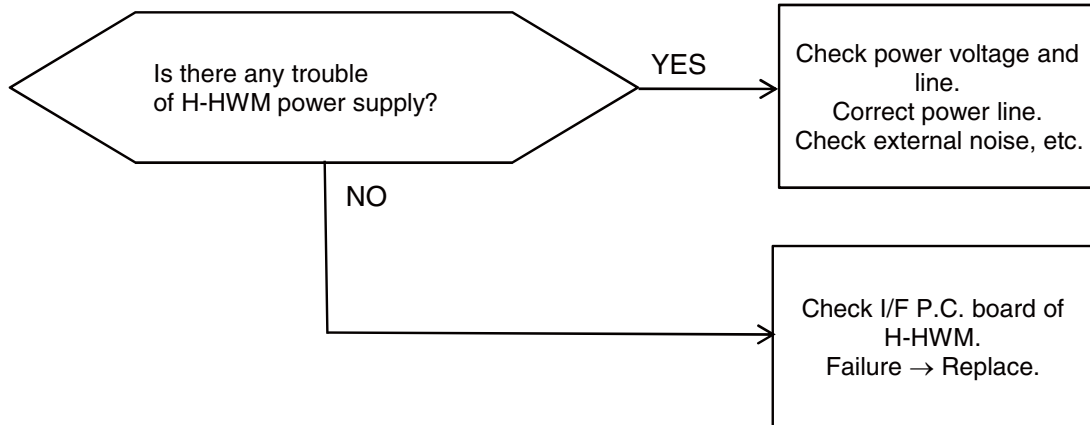 Is there any trouble
of H-HWM power supply?
YES
Check power voltage and
line.
Correct power line.
Check external noise, etc.
NO
Check I/F P.C. board of
H-HWM.
Failure → Replace.